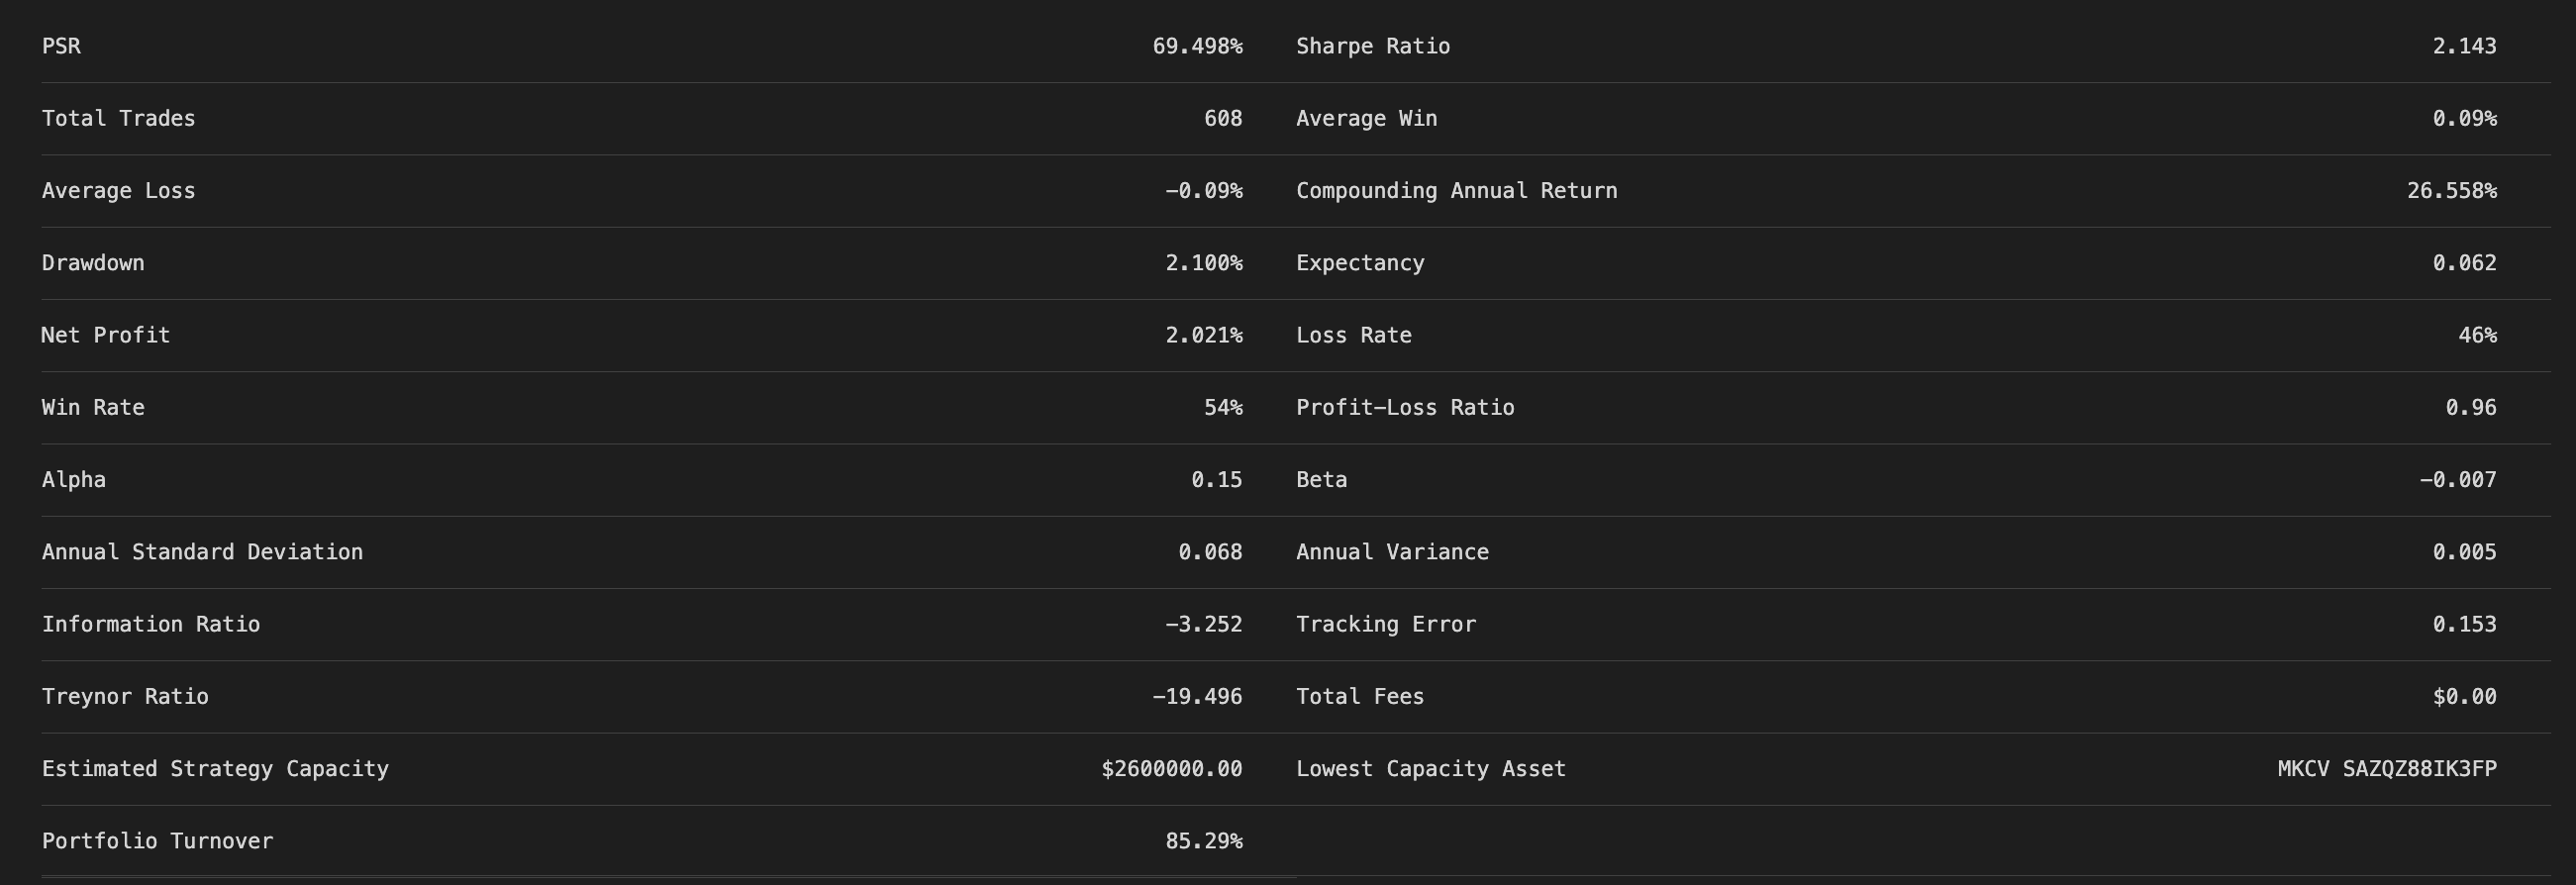 PSR 69.498% Sharpe Ratio 2.143
Total Trades 608 Average Win 0.09%
Average Loss -0.09% Compounding Annual Return 26.558%
Drawdown 2.100% Expectancy 0.062
Net Profit 2.021% Loss Rate 46%
Win Rate 54% Profit-Loss Ratio 0.96
Alpha 0.15 Beta -0.007
Annual Standard Deviation 0.068 Annual Variance 0.005
Information Ratio -3.252 Tracking Error 0.153
Treynor Ratio -19.496 Total Fees $0.00
Estimated Strategy Capacity $2600000.00 Lowest Capacity Asset MKCV SAZQZ88IK3FP
Portfolio Turnover 85.29%